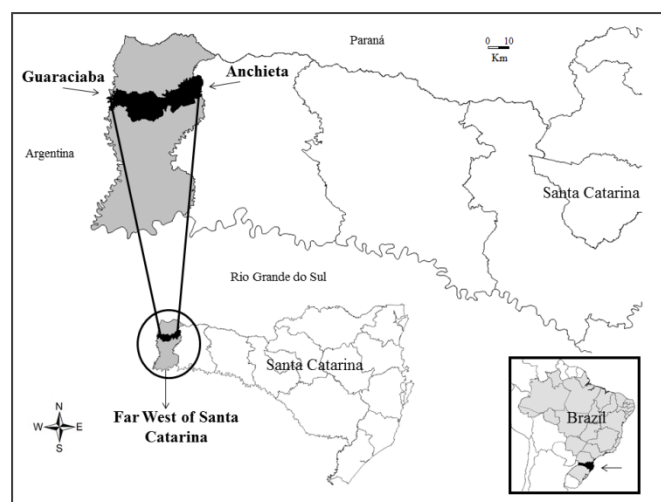 Paraná
0 10
Km
Guaraciaba
Anchieta
Argentina
Santa Catarina
Rio Grande do Sul
Santa Catarina
Far West of Santa
Catarina
N
W E
S
Brazil